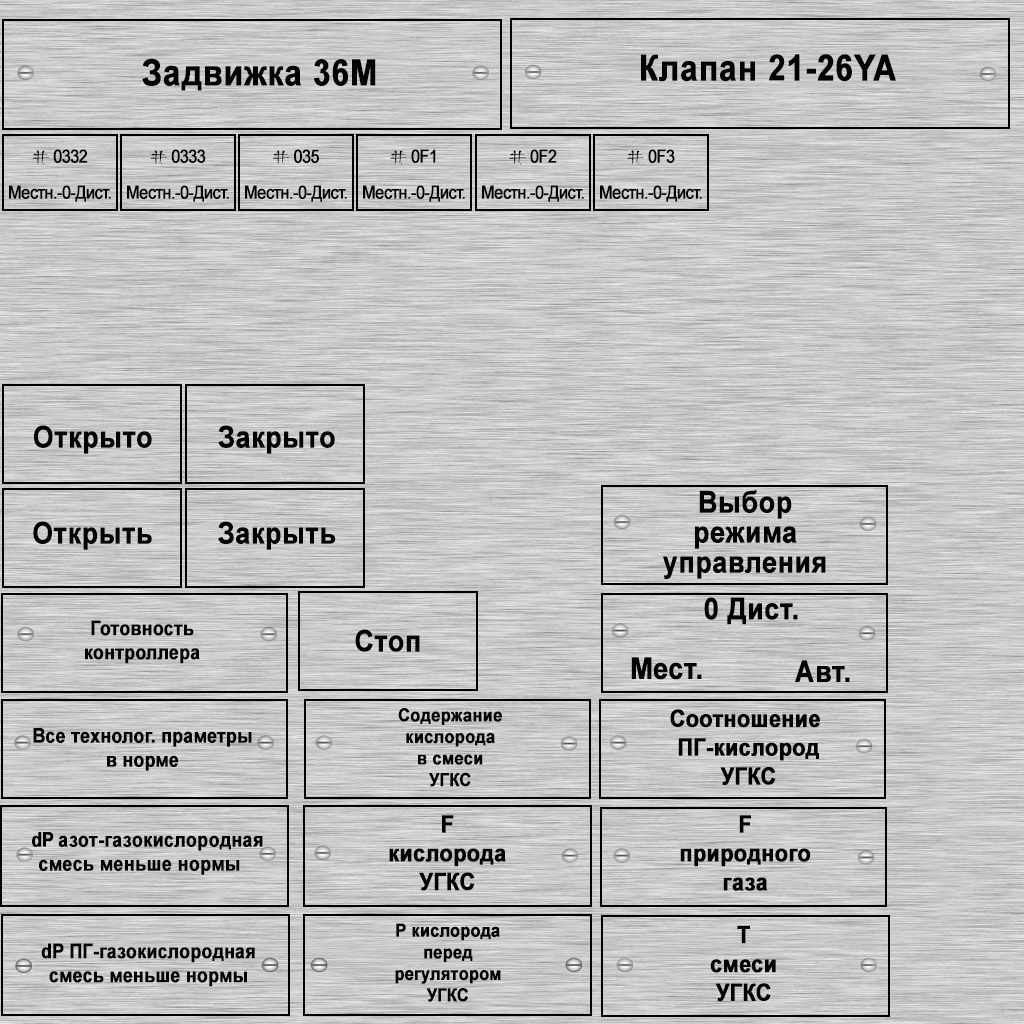 Задвижка 36М
Клапан 21-26YA
# 0332
Местн.-0-Дист.
# 0333
Местн.-0-Дист.
# 035
Местн.-0-Дист.
# 0F1
Местн.-0-Дист.
# 0F2
Местн.-0-Дист.
# 0F3
Местн.-0-Дист.
Открыто
Закрыто
Открыть
Закрыть
Выбор
режима
управления
Готовность
контроллера
Стоп
0 Дист.
Мест.
Авт.
Все технолог. праметры
в норме
Содержание
кислорода
в смеси
УГКС
Соотношение
ПГ-кислород
УГКС
dP азот-газокислородная
смесь меньше нормы
F
кислорода
УГКС
F
природного
газа
dP ПГ-газокислородная
смесь меньше нормы
Р кислорода
перед
регулятором
УГКС
Т
смеси
УГКС